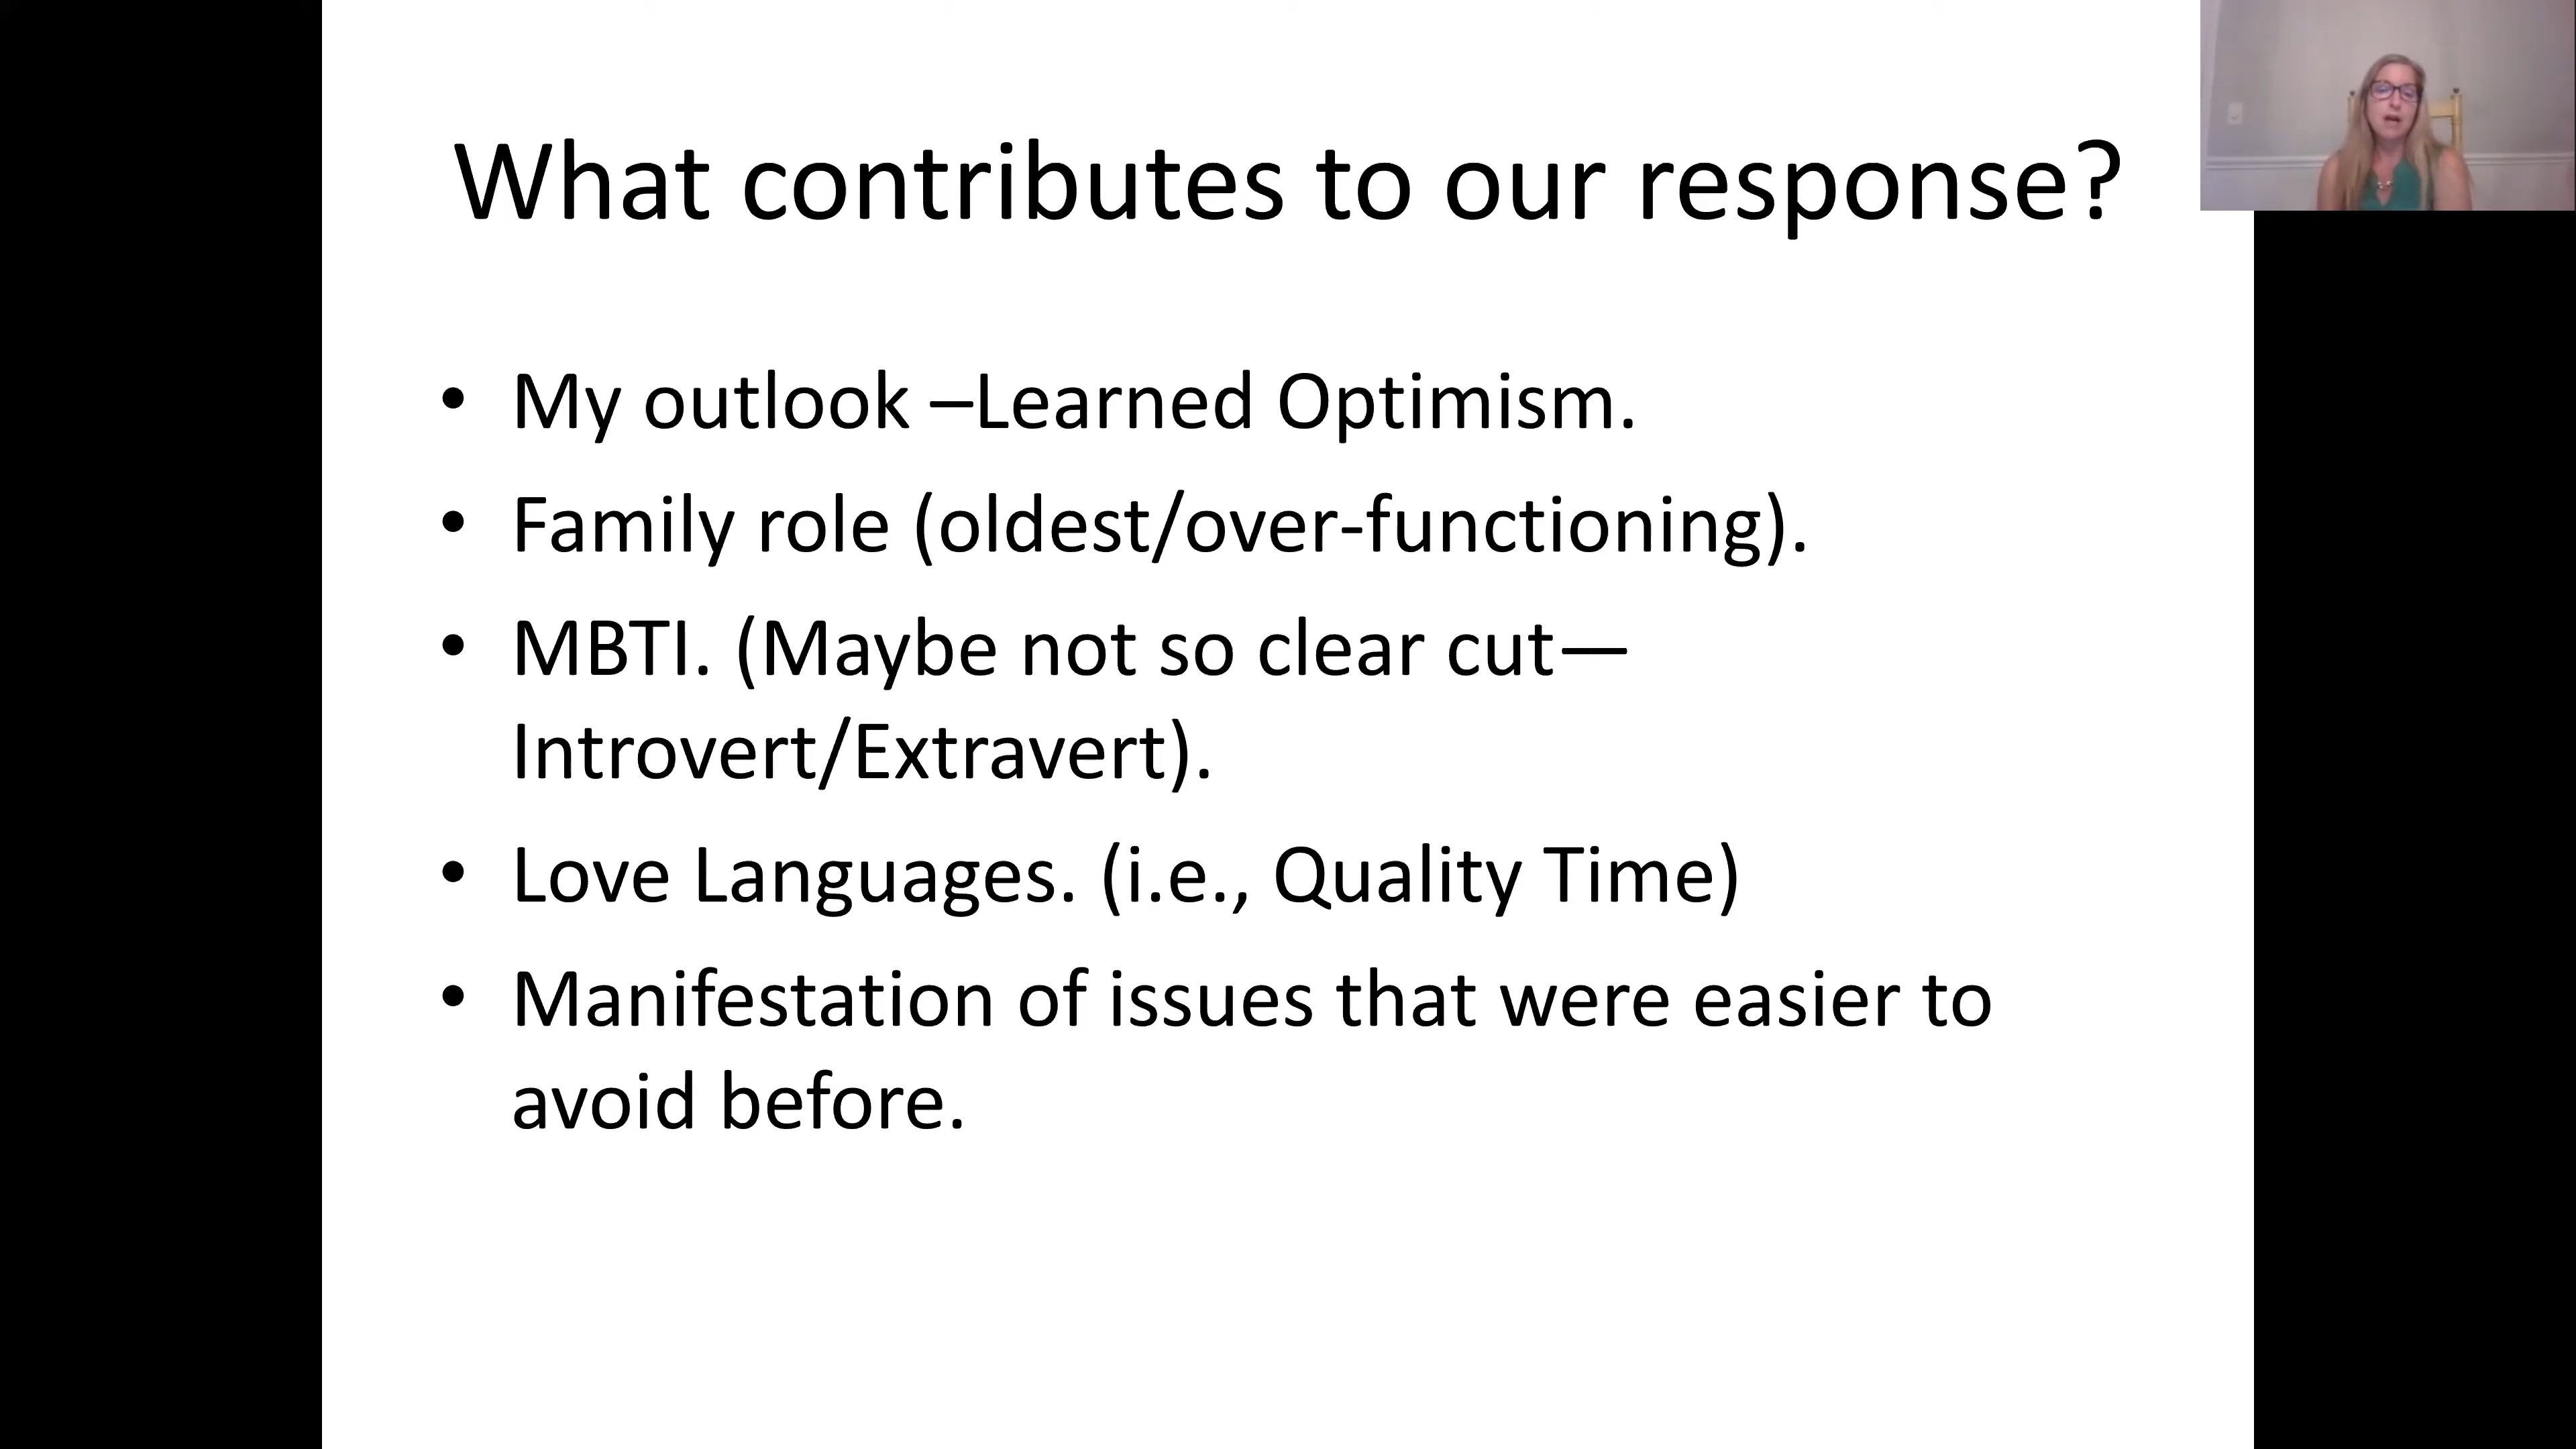 What contributes to our response?
• My outlook –Learned Optimism.
• Family role (oldest/over-functioning).
• MBTI. (Maybe not so clear cut—
Introvert/Extravert).
• Love Languages. (i.e., Quality Time)
• Manifestation of issues that were easier to
avoid before.